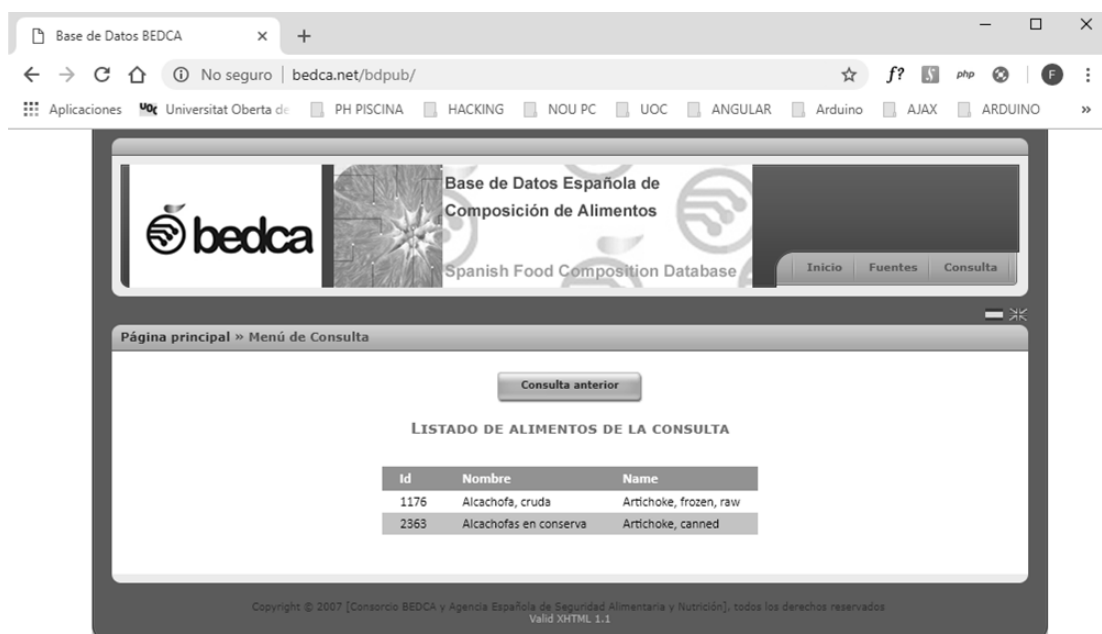 Base de Datos BEDCA
No seguro | bedca.net/bdpub/
f? S php F
Aplicaciones UOC Universitat Oberta de PH PISCINA HACKING NOU PC UOC ANGULAR Arduino AJAX ARDUINO »
bedca
Base de Datos Española de
Composición de Alimentos
Spanish Food Composition Database
Inicio Fuentes Consulta
Página principal » Menú de Consulta
Consulta anterior
LISTADO DE ALIMENTOS DE LA CONSULTA
Id Nombre Name
1176 Alcachofa, cruda Artichoke, frozen, raw
2363 Alcachofas en conserva Artichoke, canned
Copyright © 2007 [Consorcio BEDCA y Agencia Española de Seguridad Alimentaria y Nutrición], todos los derechos reservados
Valid XHTML 1.1